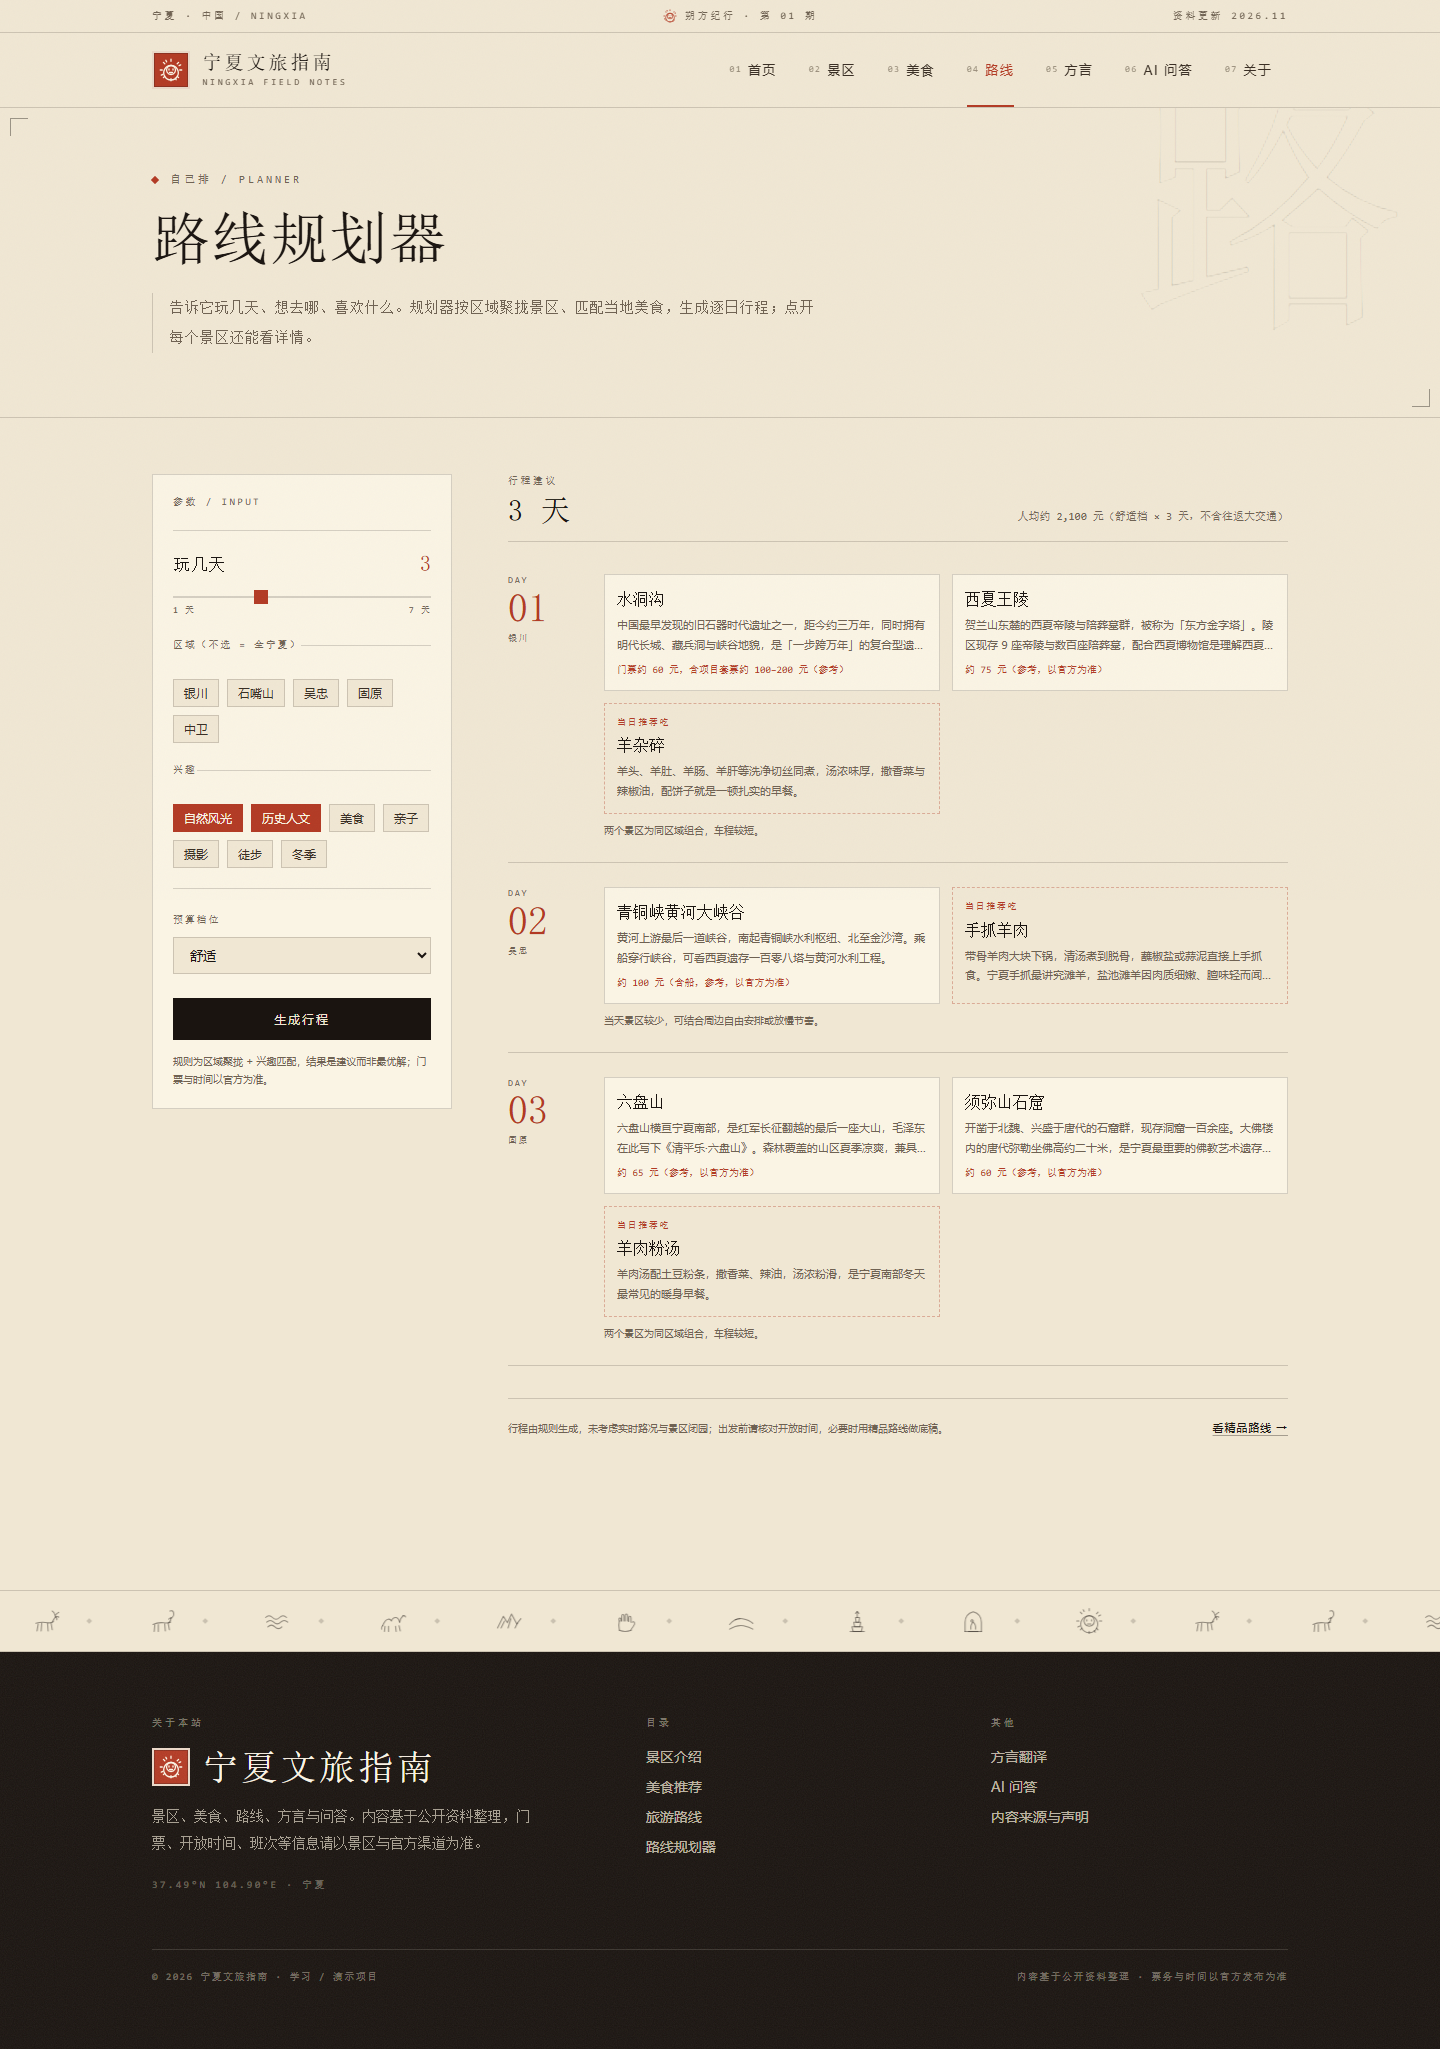 宁夏 · 中国 / NINGXIA
朔方纪行 · 第 01 期
资料更新 2026.11
宁夏文旅指南
NINGXIA FIELD NOTES
01 首页
02 景区
03 美食
04 路线
05 方言
06 AI 问答
07 关于
路
自己排 / PLANNER
路线规划器
告诉它玩几天、想去哪、喜欢什么。规划器按区域聚拢景区、匹配当地美食，生成逐日行程；点开
每个景区还能看详情。
参数 / INPUT
玩几天
3
1 天
7 天
区域（不选 = 全宁夏）
银川
石嘴山
吴忠
固原
中卫
兴趣
自然风光
历史人文
美食
亲子
摄影
徒步
冬季
预算档位
舒适
生成行程
规则为区域聚拢 + 兴趣匹配，结果是建议而非最优解；门
票与时间以官方为准。
行程建议
3 天
人均约 2,100 元（舒适档 × 3 天，不含往返大交通）
DAY
01
银川
水洞沟
中国最早发现的旧石器时代遗址之一，距今约三万年，同时拥有
明代长城、藏兵洞与峡谷地貌，是「一步跨万年」的复合型遗…
门票约 60 元，含项目套票约 100–200 元（参考）
西夏王陵
贺兰山东麓的西夏帝陵与陪葬墓群，被称为「东方金字塔」。陵
区现存 9 座帝陵与数百座陪葬墓，配合西夏博物馆是理解西夏…
约 75 元（参考，以官方为准）
当日推荐吃
羊杂碎
羊头、羊肚、羊肠、羊肝等洗净切丝同煮，汤浓味厚，撒香菜与
辣椒油，配饼子就是一顿扎实的早餐。
两个景区为同区域组合，车程较短。
DAY
02
吴忠
青铜峡黄河大峡谷
黄河上游最后一道峡谷，南起青铜峡水利枢纽、北至金沙湾。乘
船穿行峡谷，可看西夏遗存一百零八塔与黄河水利工程。
约 100 元（含船，参考，以官方为准）
当日推荐吃
手抓羊肉
带骨羊肉大块下锅，清汤煮到脱骨，蘸椒盐或蒜泥直接上手抓
食。宁夏手抓最讲究滩羊，盐池滩羊因肉质细嫩、膻味轻而闻…
当天景区较少，可结合周边自由安排或放慢节奏。
DAY
03
固原
六盘山
六盘山横亘宁夏南部，是红军长征翻越的最后一座大山，毛泽东
在此写下《清平乐·六盘山》。森林覆盖的山区夏季凉爽，兼具…
约 65 元（参考，以官方为准）
须弥山石窟
开凿于北魏、兴盛于唐代的石窟群，现存洞窟一百余座。大佛楼
内的唐代弥勒坐佛高约二十米，是宁夏最重要的佛教艺术遗存…
约 60 元（参考，以官方为准）
当日推荐吃
羊肉粉汤
羊肉汤配土豆粉条，撒香菜、辣油，汤浓粉滑，是宁夏南部冬天
最常见的暖身早餐。
两个景区为同区域组合，车程较短。
行程由规则生成，未考虑实时路况与景区闭园；出发前请核对开放时间，必要时用精品路线做底稿。
看精品路线 →
关于本站
宁夏文旅指南
景区、美食、路线、方言与问答。内容基于公开资料整理，门
票、开放时间、班次等信息请以景区与官方渠道为准。
37.49°N 104.90°E · 宁夏
目录
景区介绍
美食推荐
旅游路线
路线规划器
其他
方言翻译
AI 问答
内容来源与声明
© 2026 宁夏文旅指南 · 学习 / 演示项目
内容基于公开资料整理 · 票务与时间以官方发布为准